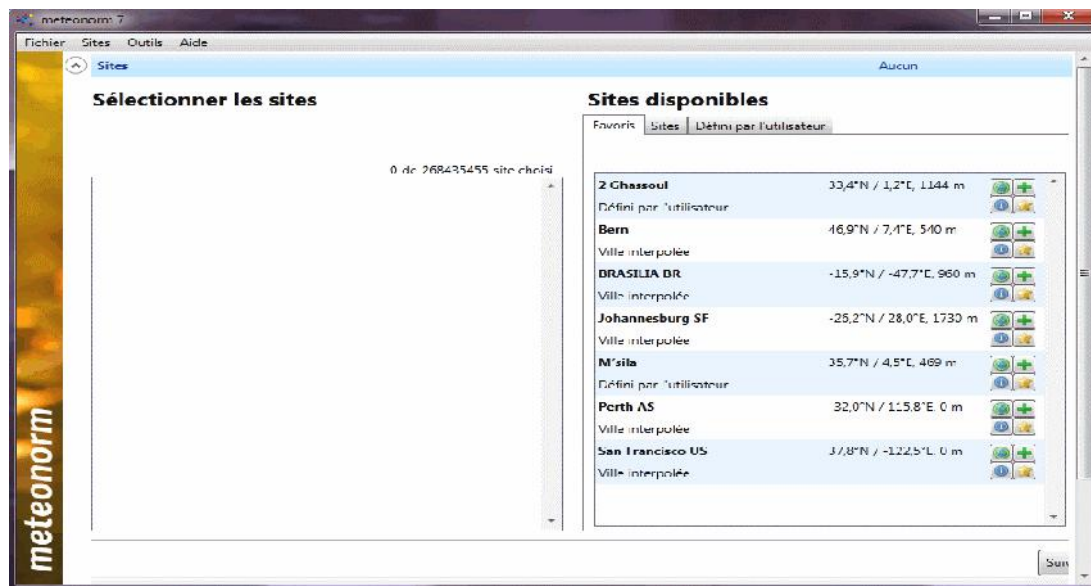 meteonorm 7
Fichier Sites Outils Aide
Sites Aucun
Sélectionner les sites
0 de 268435455 site choisi
Sites disponibles
Favoris Sites Défini par l'utilisateur
2 Ghassoul 33,4°N / 1,2°E, 1144 m
Défini par l'utilisateur
Bern 46,9°N / 7,4°E, 540 m
Ville interpolée
BRASILIA BR -15,9°N / -47,7°E, 960 m
Ville interpolée
Johannesburg SF -26,2°N / 28,0°E, 1730 m
Ville interpolée
M'sila 35,7°N / 4,5°E, 469 m
Défini par l'utilisateur
Perth AS 32,0°N / 115,8°E, 0 m
Ville interpolée
San Francisco US 37,8°N / -122,5°E, 0 m
Ville interpolée
meteonorm